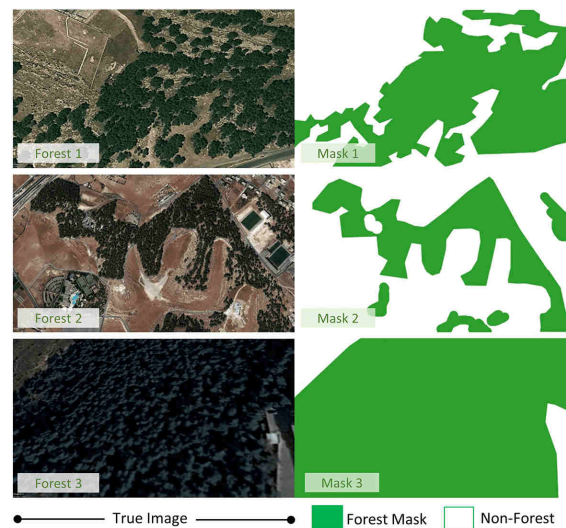 Forest 1
Mask 1
Forest 2
Mask 2
Forest 3
Mask 3
True Image
Forest Mask
Non-Forest